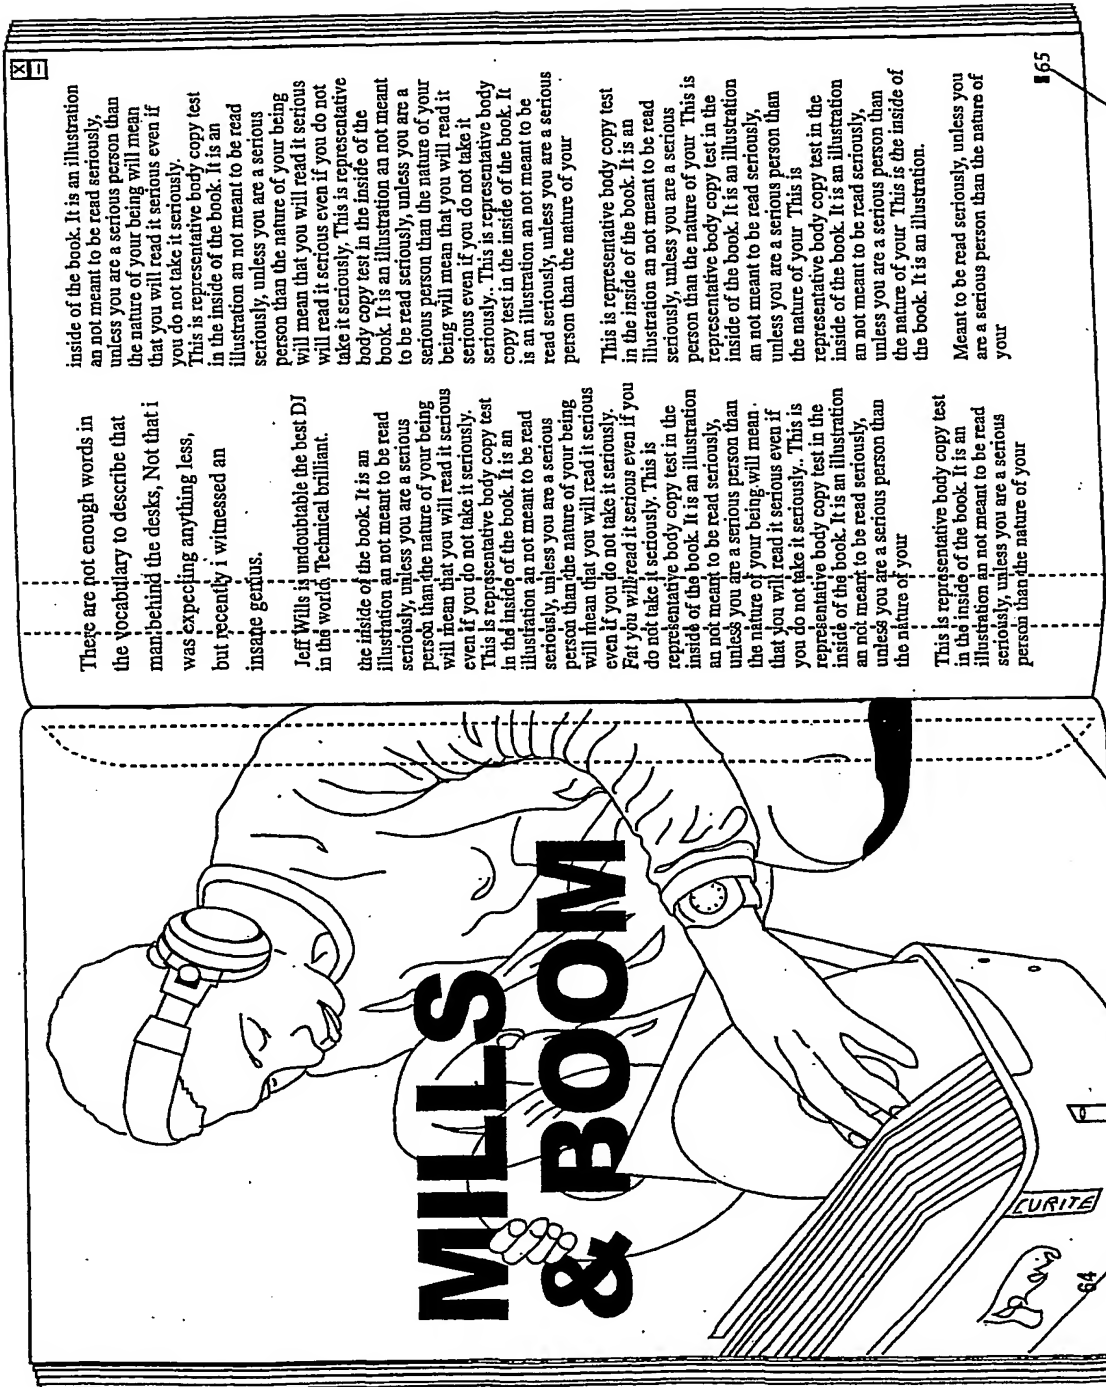 MILLS
& BOOM
CURITE
64
There are not enough words in
the vocabulary to describe that
man behind the desks, Not that i
was expecting anything less,
but recently i witnessed an
insane genius.
Jeff Wills is undoubtable the best DJ
in the world. Technical brilliant.
the inside of the book. It is an
illustration an not meant to be read
seriously, unless you are a serious
person than the nature of your being
will mean that you will read it serious
even if you do not take it seriously.
This is representative body copy test
in the inside of the book. It is an
illustration an not meant to be read
seriously, unless you are a serious
person than the nature of your being
will mean that you will read it serious
even if you do not take it seriously.
Fat you will read it serious even if you
do not take it seriously. This is
representative body copy test in the
inside of the book. It is an illustration
an not meant to be read seriously,
unless you are a serious person than
the nature of your being will mean
that you will read it serious even if
you do not take it seriously.. This is
representative body copy test in the
inside of the book. It is an illustration
an not meant to be read seriously,
unless you are a serious person than
the nature of your
This is representative body copy test
in the inside of the book. It is an
illustration an not meant to be read
seriously, unless you are a serious
person than the nature of your
X
I
inside of the book. It is an illustration
an not meant to be read seriously,
unless you are a serious person than
the nature of your being will mean
that you will read it serious even if
you do not take it seriously.
This is representative body copy test
in the inside of the book. It is an
illustration an not meant to be read
seriously, unless you are a serious
person than the nature of your being
will mean that you will read it serious
will read it serious even if you do not
take it seriously. This is representative
body copy test in the inside of the
book. It is an illustration an not meant
to be read seriously, unless you are a
serious person than the nature of your
being will mean that you will read it
serious even if you do not take it
seriously.. This is representative body
copy test in the inside of the book. It
is an illustration an not meant to be
read seriously, unless you are a serious
person than the nature of your
This is representative body copy test
in the inside of the book. It is an
illustration an not meant to be read
seriously, unless you are a serious
person than the nature of your This is
representative body copy test in the
inside of the book. It is an illustration
an not meant to be read seriously,
unless you are a serious person than
the nature of your This is
representative body copy test in the
inside of the book. It is an illustration
an not meant to be read seriously,
unless you are a serious person than
the nature of your This is the inside of
the book. It is an illustration.
Meant to be read seriously, unless you
are a serious person than the nature of
your
65